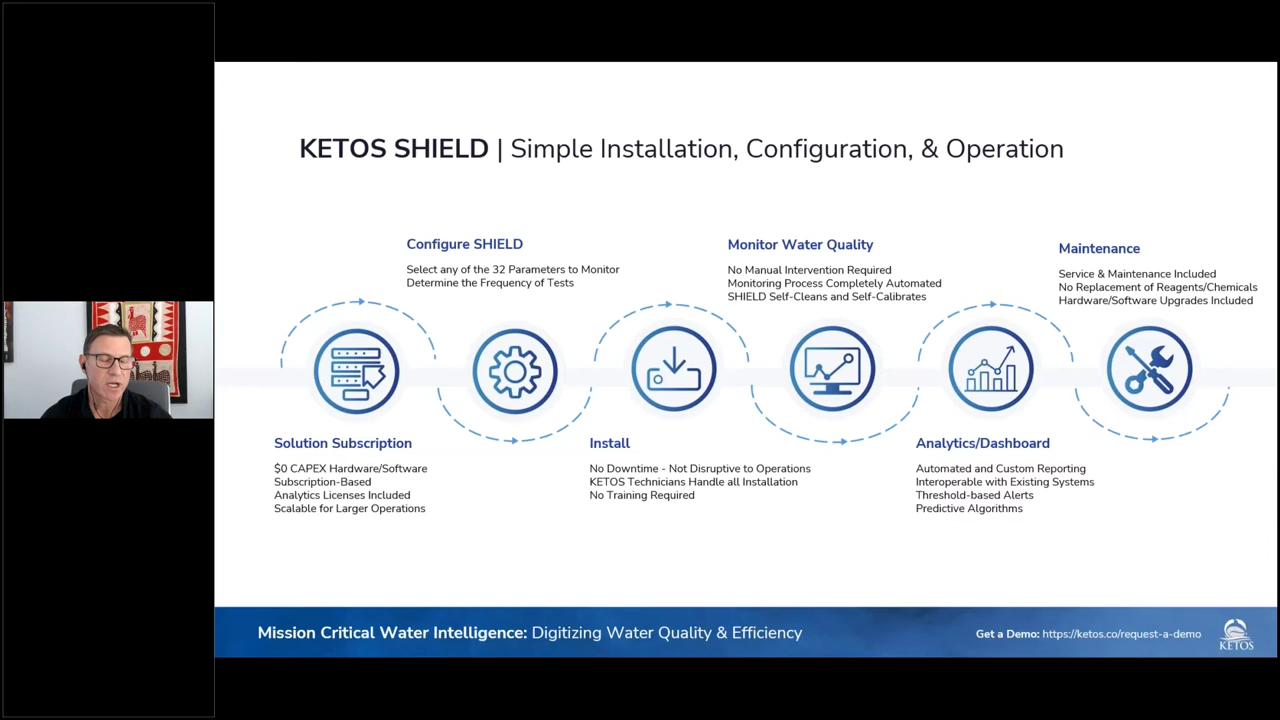 KETOS SHIELD | Simple Installation, Configuration, & Operation
Configure SHIELD
Select any of the 32 Parameters to Monitor
Determine the Frequency of Tests
Monitor Water Quality
No Manual Intervention Required
Monitoring Process Completely Automated
SHIELD Self-Cleans and Self-Calibrates
Maintenance
Service & Maintenance Included
No Replacement of Reagents/Chemicals
Hardware/Software Upgrades Included
Solution Subscription
$0 CAPEX Hardware/Software
Subscription-Based
Analytics Licenses Included
Scalable for Larger Operations
Install
No Downtime - Not Disruptive to Operations
KETOS Technicians Handle all Installation
No Training Required
Analytics/Dashboard
Automated and Custom Reporting
Interoperable with Existing Systems
Threshold-based Alerts
Predictive Algorithms
Mission Critical Water Intelligence: Digitizing Water Quality & Efficiency
Get a Demo: https://ketos.co/request-a-demo
KETOS